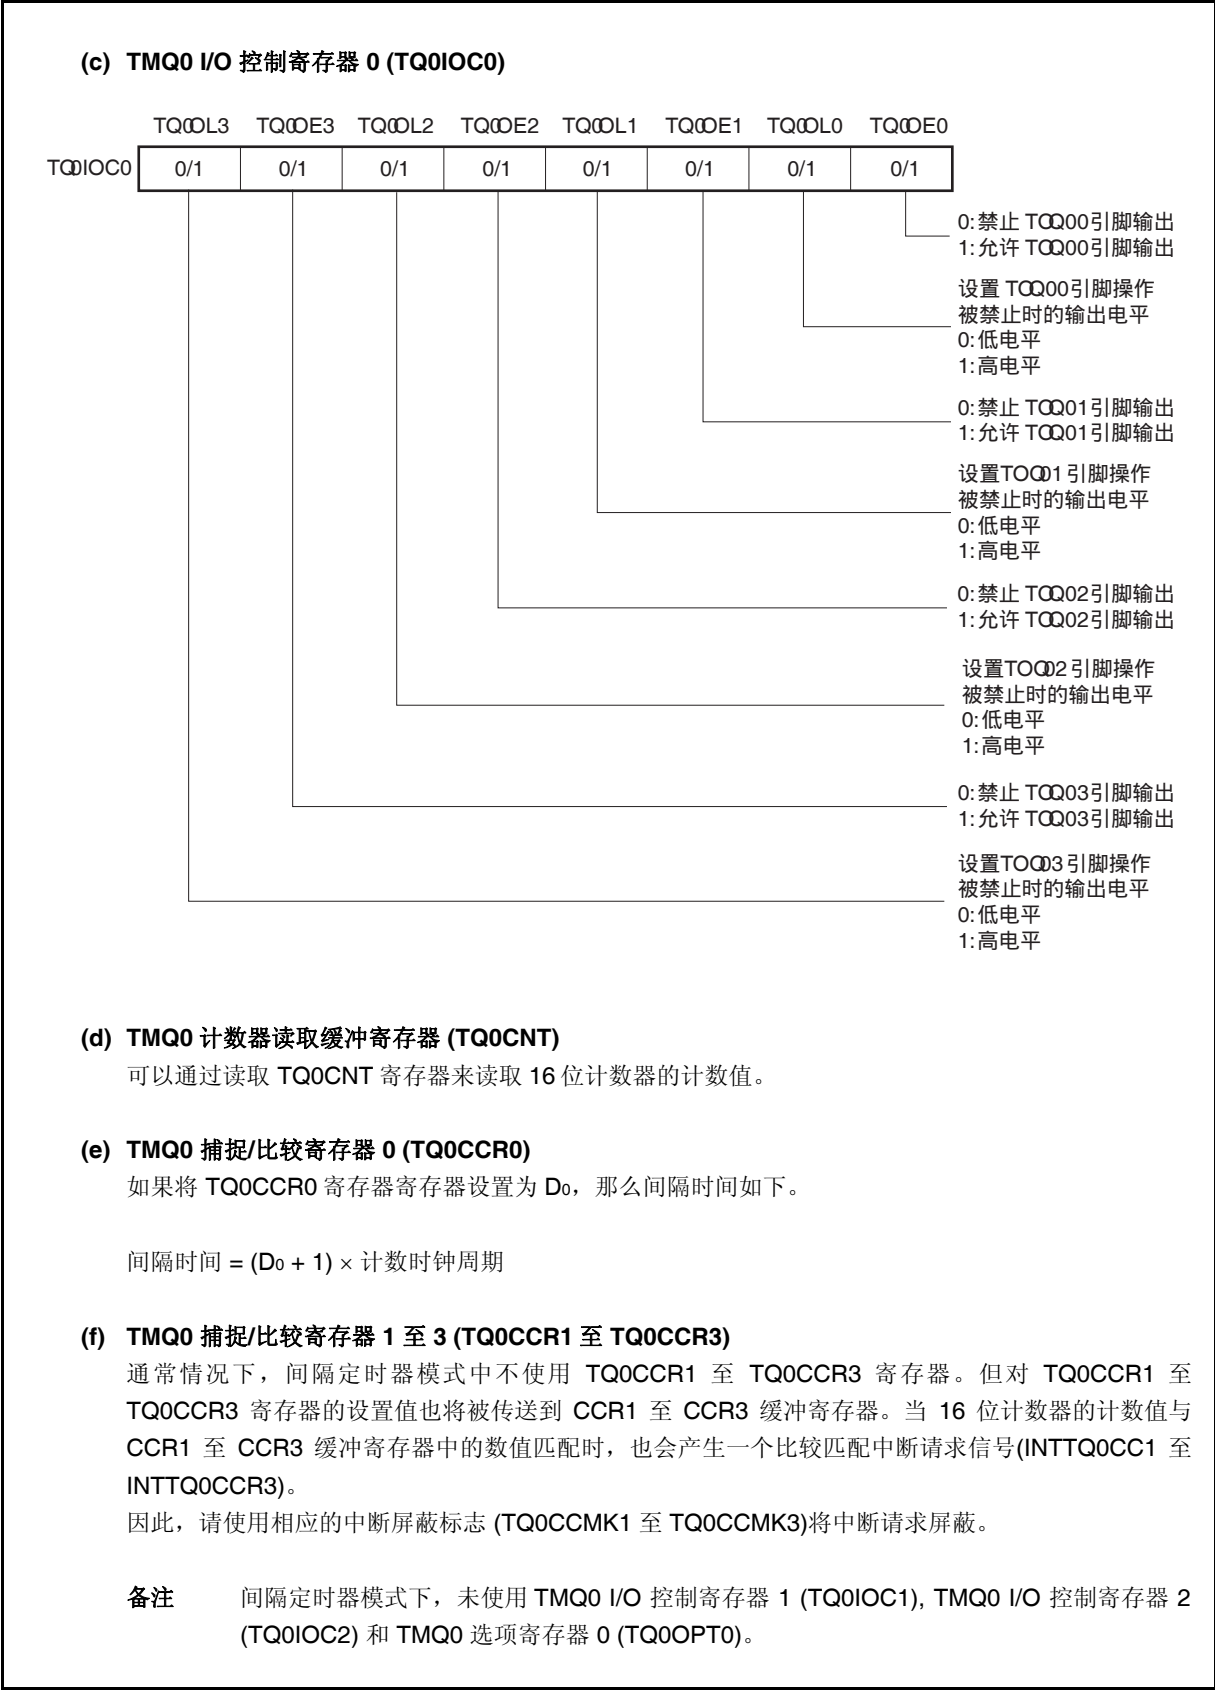 (c) TMQ0 I/O 控制寄存器 0 (TQ0IOC0)
TQ0OL3 TQ0OE3 TQ0OL2 TQ0OE2 TQ0OL1 TQ0OE1 TQ0OL0 TQ0OE0
TQ0IOC0 0/1 0/1 0/1 0/1 0/1 0/1 0/1 0/1
0:禁止 TOQ00引脚输出
1:允许 TOQ00引脚输出
设置 TOQ00引脚操作
被禁止时的输出电平
0:低电平
1:高电平
0:禁止 TOQ01引脚输出
1:允许 TOQ01引脚输出
设置TOQ01引脚操作
被禁止时的输出电平
0:低电平
1:高电平
0:禁止 TOQ02引脚输出
1:允许 TOQ02引脚输出
设置TOQ02引脚操作
被禁止时的输出电平
0:低电平
1:高电平
0:禁止 TOQ03引脚输出
1:允许 TOQ03引脚输出
设置TOQ03引脚操作
被禁止时的输出电平
0:低电平
1:高电平
(d) TMQ0 计数器读取缓冲寄存器 (TQ0CNT)
可以通过读取 TQ0CNT 寄存器来读取 16 位计数器的计数值。
(e) TMQ0 捕捉/比较寄存器 0 (TQ0CCR0)
如果将 TQ0CCR0 寄存器寄存器设置为 D0，那么间隔时间如下。
间隔时间 = (D0 + 1) × 计数时钟周期
(f) TMQ0 捕捉/比较寄存器 1 至 3 (TQ0CCR1 至 TQ0CCR3)
通常情况下，间隔定时器模式中不使用 TQ0CCR1 至 TQ0CCR3 寄存器。但对 TQ0CCR1 至
TQ0CCR3 寄存器的设置值也将被传送到 CCR1 至 CCR3 缓冲寄存器。当 16 位计数器的计数值与
CCR1 至 CCR3 缓冲寄存器中的数值匹配时，也会产生一个比较匹配中断请求信号(INTTQ0CC1 至
INTTQ0CCR3)。
因此，请使用相应的中断屏蔽标志 (TQ0CCMK1 至 TQ0CCMK3)将中断请求屏蔽。
备注 间隔定时器模式下，未使用 TMQ0 I/O 控制寄存器 1 (TQ0IOC1), TMQ0 I/O 控制寄存器 2
(TQ0IOC2) 和 TMQ0 选项寄存器 0 (TQ0OPT0)。